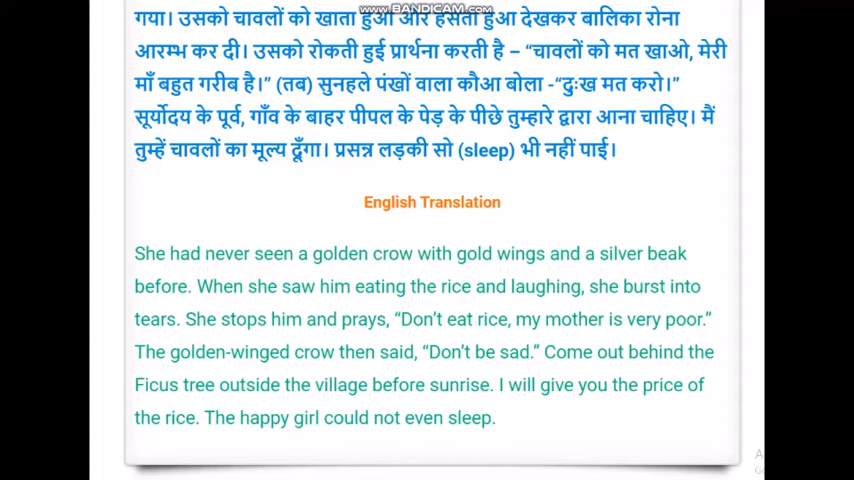 www.BANDICAM.com
गया। उसको चावलों को खाता हुआ और हँसता हुआ देखकर बालिका रोना
आरम्भ कर दी। उसको रोकती हुई प्रार्थना करती है – “चावलों को मत खाओ, मेरी
माँ बहुत गरीब है।” (तब) सुनहले पंखों वाला कौआ बोला -“दुःख मत करो।”
सूर्योदय के पूर्व, गाँव के बाहर पीपल के पेड़ के पीछे तुम्हारे द्वारा आना चाहिए। मैं
तुम्हें चावलों का मूल्य दूँगा। प्रसन्न लड़की सो (sleep) भी नहीं पाई।
English Translation
She had never seen a golden crow with gold wings and a silver beak
before. When she saw him eating the rice and laughing, she burst into
tears. She stops him and prays, “Don’t eat rice, my mother is very poor.”
The golden-winged crow then said, “Don’t be sad.” Come out behind the
Ficus tree outside the village before sunrise. I will give you the price of
the rice. The happy girl could not even sleep.